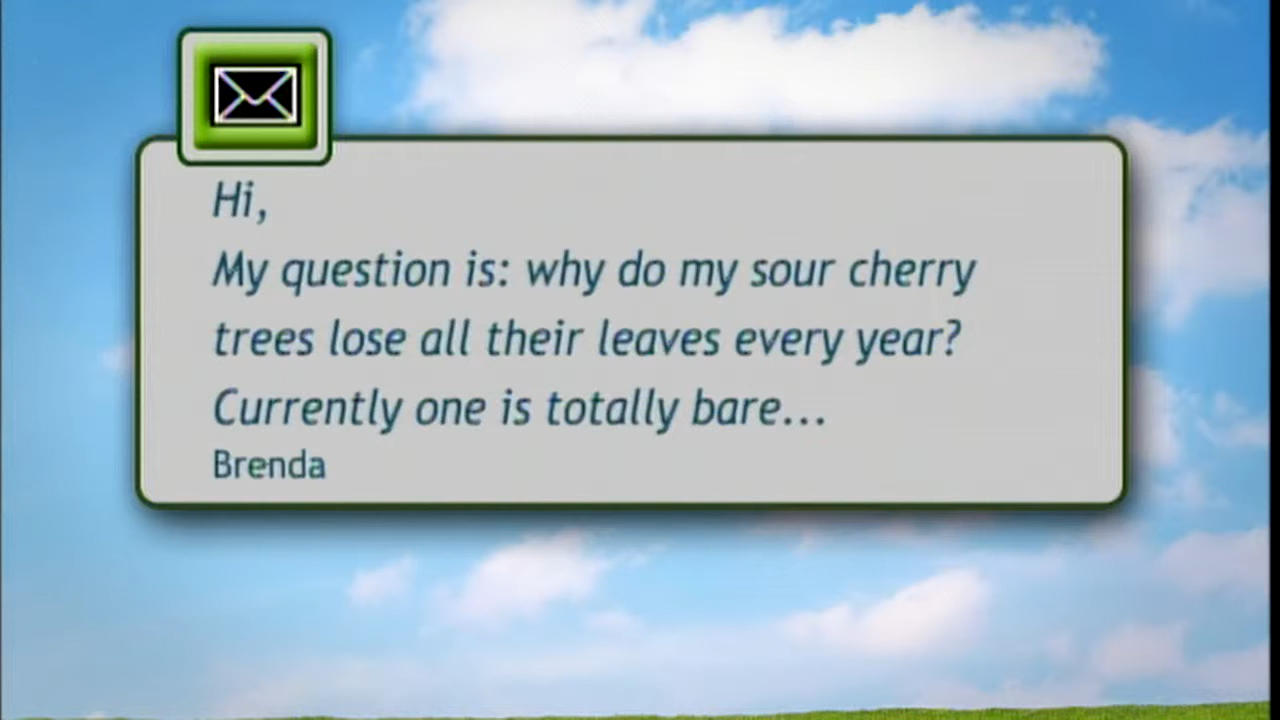 Hi,
My question is: why do my sour cherry
trees lose all their leaves every year?
Currently one is totally bare...
Brenda